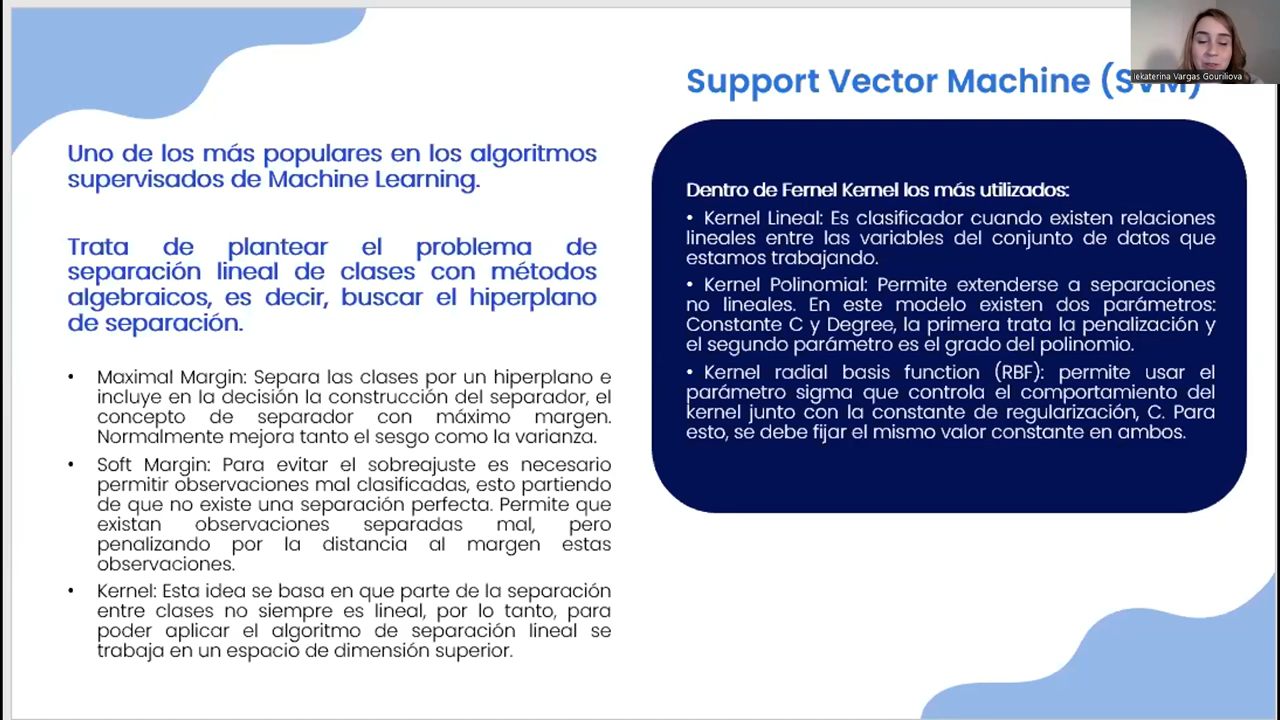 Iekaterina Vargas Gouriliova
Support Vector Machine (SVM)
Uno de los más populares en los algoritmos
supervisados de Machine Learning.
Trata de plantear el problema de
separación lineal de clases con métodos
algebraicos, es decir, buscar el hiperplano
de separación.
• Maximal Margin: Separa las clases por un hiperplano e
incluye en la decisión la construcción del separador, el
concepto de separador con máximo margen.
Normalmente mejora tanto el sesgo como la varianza.
• Soft Margin: Para evitar el sobreajuste es necesario
permitir observaciones mal clasificadas, esto partiendo
de que no existe una separación perfecta. Permite que
existan observaciones separadas mal, pero
penalizando por la distancia al margen estas
observaciones.
• Kernel: Esta idea se basa en que parte de la separación
entre clases no siempre es lineal, por lo tanto, para
poder aplicar el algoritmo de separación lineal se
trabaja en un espacio de dimensión superior.
Dentro de Fernel Kernel los más utilizados:
• Kernel Lineal: Es clasificador cuando existen relaciones
lineales entre las variables del conjunto de datos que
estamos trabajando.
• Kernel Polinomial: Permite extenderse a separaciones
no lineales. En este modelo existen dos parámetros:
Constante C y Degree, la primera trata la penalización y
el segundo parámetro es el grado del polinomio.
• Kernel radial basis function (RBF): permite usar el
parámetro sigma que controla el comportamiento del
kernel junto con la constante de regularización, C. Para
esto, se debe fijar el mismo valor constante en ambos.